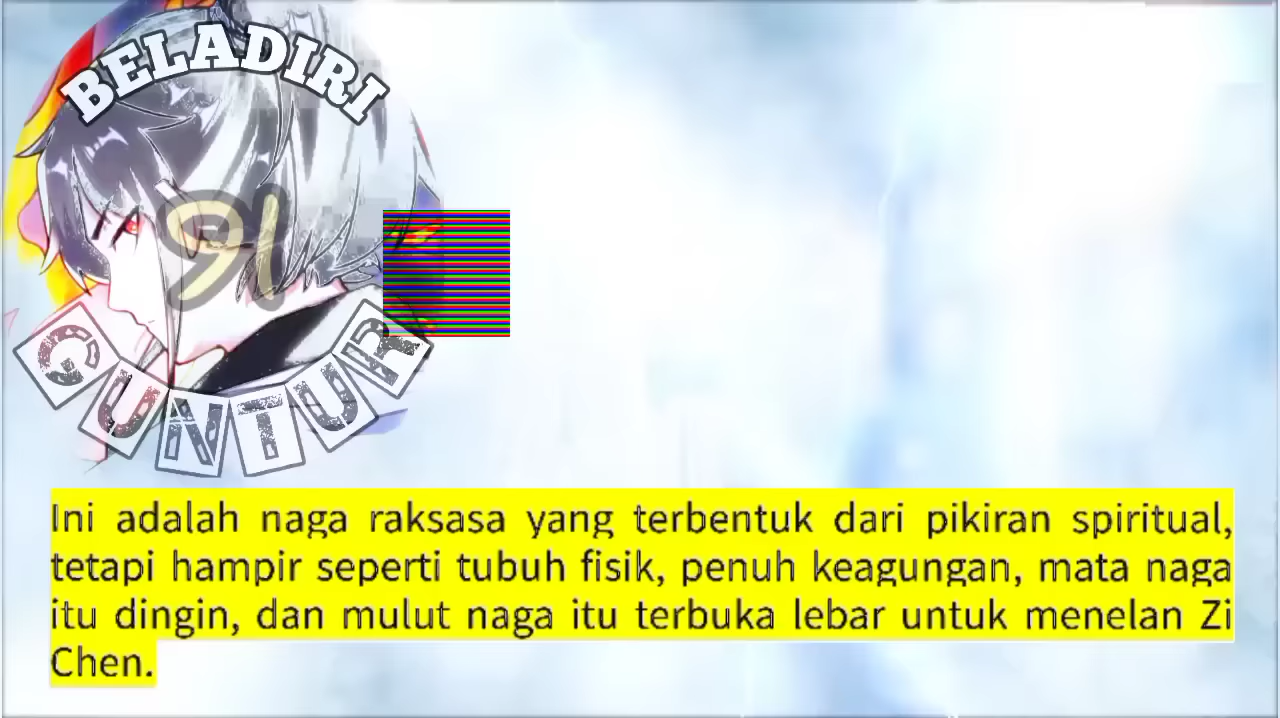 BELADIRI
GUNTUR
Ini adalah naga raksasa yang terbentuk dari pikiran spiritual,
tetapi hampir seperti tubuh fisik, penuh keagungan, mata naga
itu dingin, dan mulut naga itu terbuka lebar untuk menelan Zi
Chen.